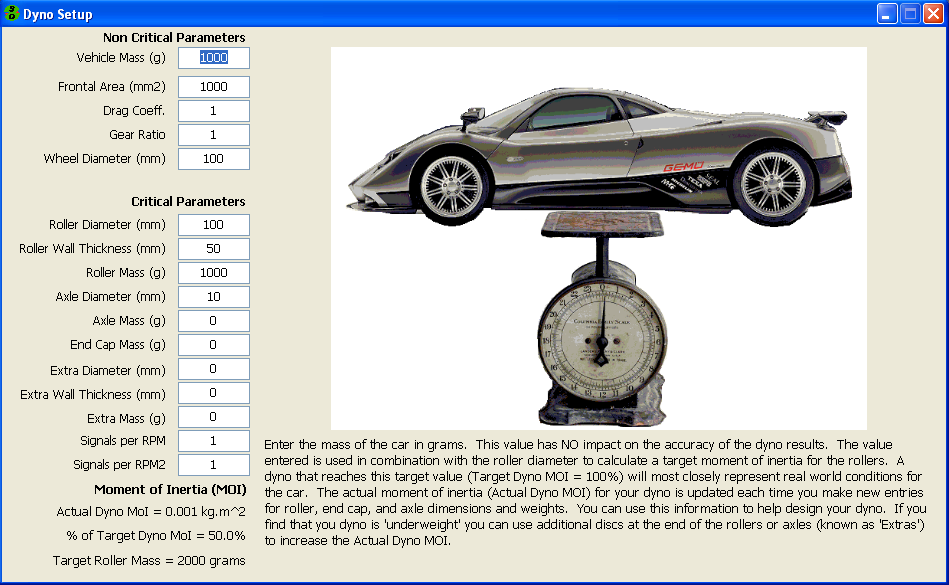 Dyno Setup
Non Critical Parameters
Vehicle Mass (g) 1000
Frontal Area (mm2) 1000
Drag Coeff. 1
Gear Ratio 1
Wheel Diameter (mm) 100
Critical Parameters
Roller Diameter (mm) 100
Roller Wall Thickness (mm) 50
Roller Mass (g) 1000
Axle Diameter (mm) 10
Axle Mass (g) 0
End Cap Mass (g) 0
Extra Diameter (mm) 0
Extra Wall Thickness (mm) 0
Extra Mass (g) 0
Signals per RPM 1
Signals per RPM2 1
Moment of Inertia (MOI)
Actual Dyno MoI = 0.001 kg.m^2
% of Target Dyno MoI = 50.0%
Target Roller Mass = 2000 grams
GEMO
Enter the mass of the car in grams. This value has NO impact on the accuracy of the dyno results. The value
entered is used in combination with the roller diameter to calculate a target moment of inertia for the rollers. A
dyno that reaches this target value (Target Dyno MOI = 100%) will most closely represent real world conditions for
the car. The actual moment of inertia (Actual Dyno MOI) for your dyno is updated each time you make new entries
for roller, end cap, and axle dimensions and weights. You can use this information to help design your dyno. If you
find that you dyno is 'underweight' you can use additional discs at the end of the rollers or axles (known as 'Extras')
to increase the Actual Dyno MOI.